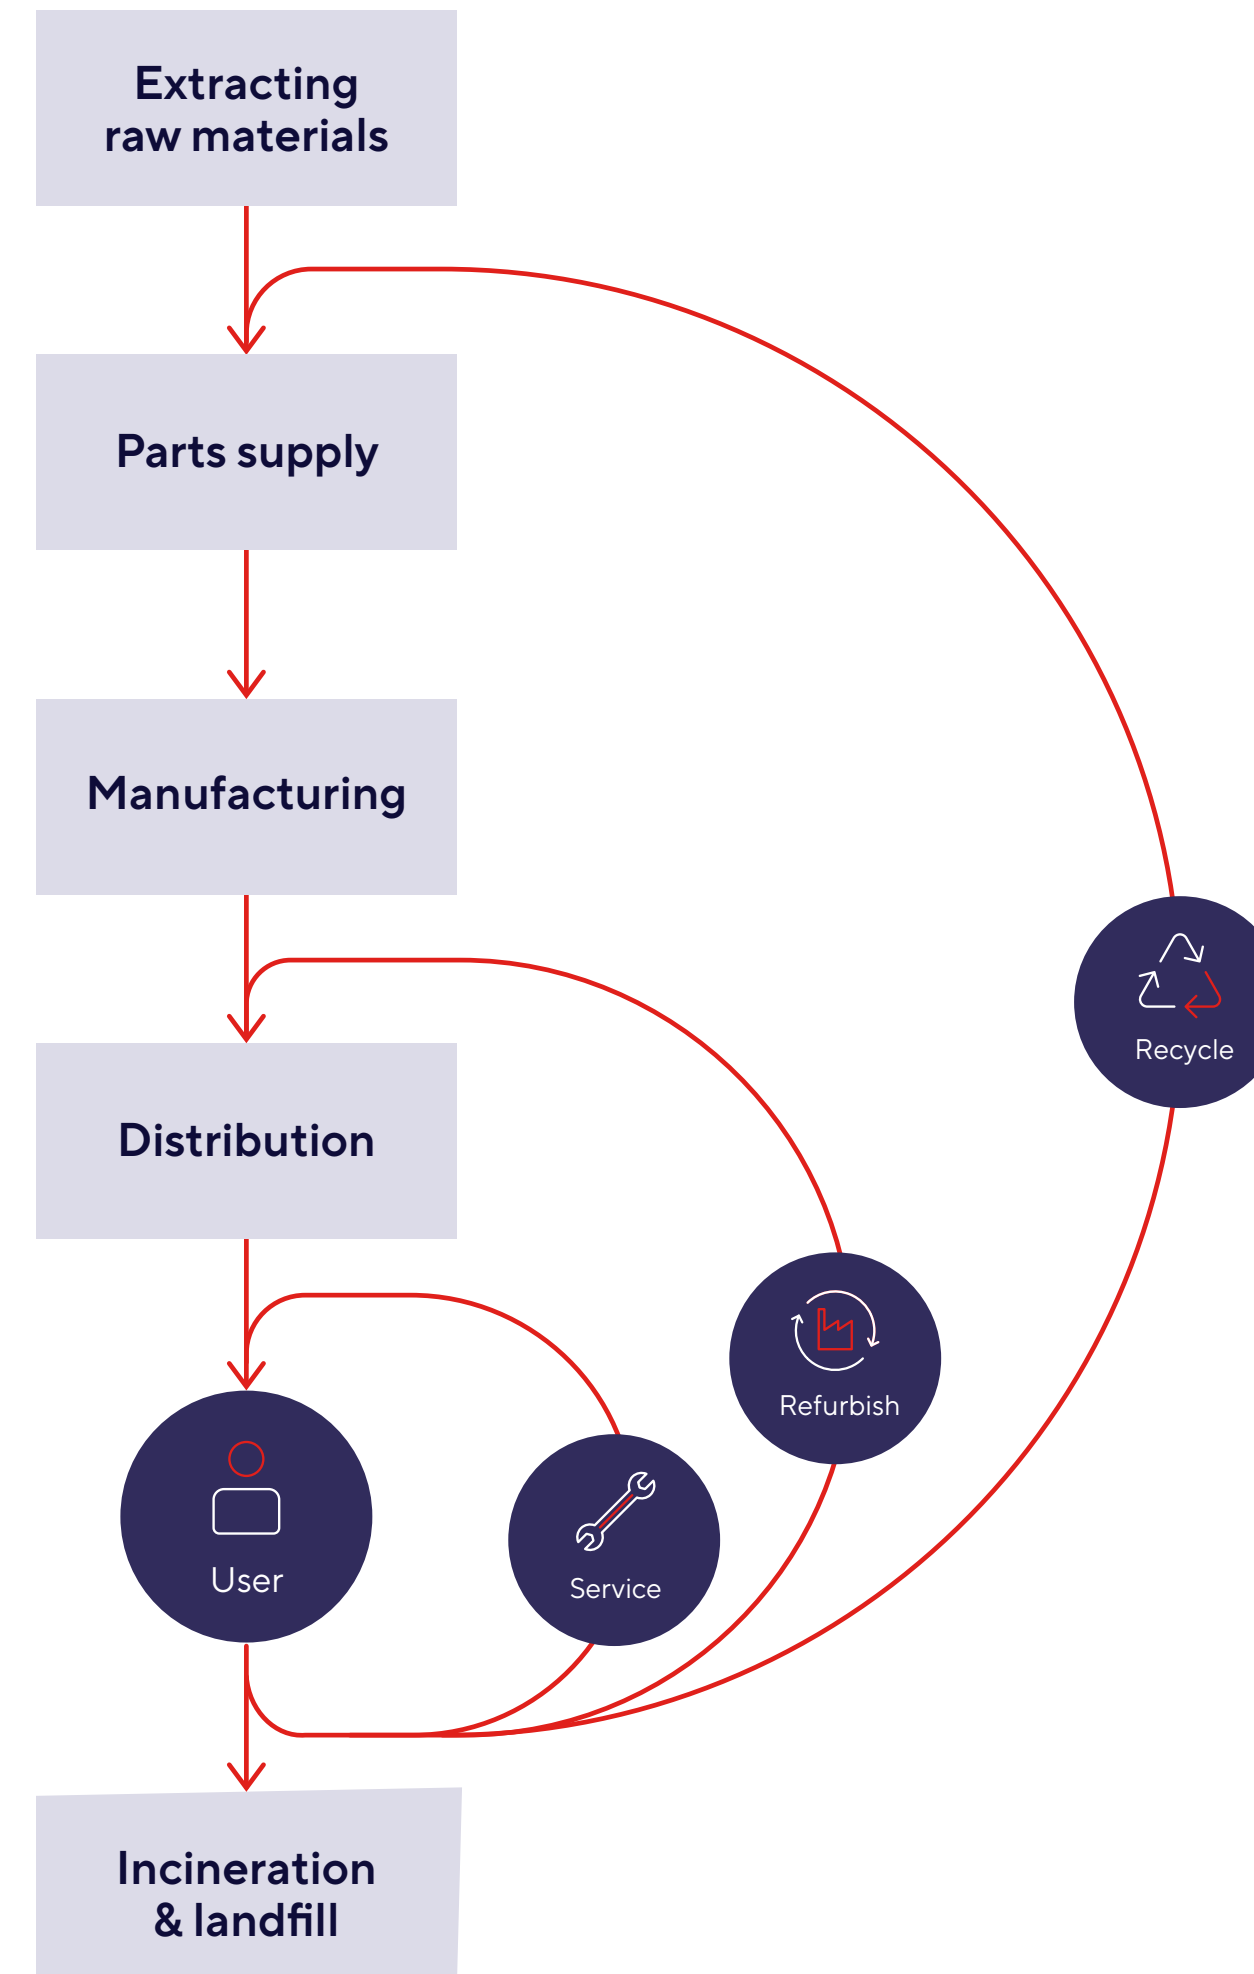 Extracting
raw materials
Parts supply
Manufacturing
Recycle
Distribution
Refurbish
User
Service
Incineration
& landfill